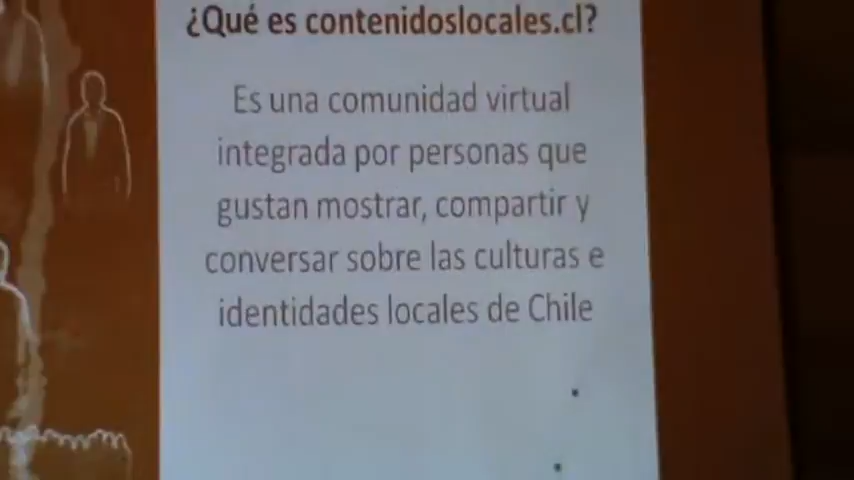 ¿Qué es contenidoslocales.cl?
Es una comunidad virtual
integrada por personas que
gustan mostrar, compartir y
conversar sobre las culturas e
identidades locales de Chile